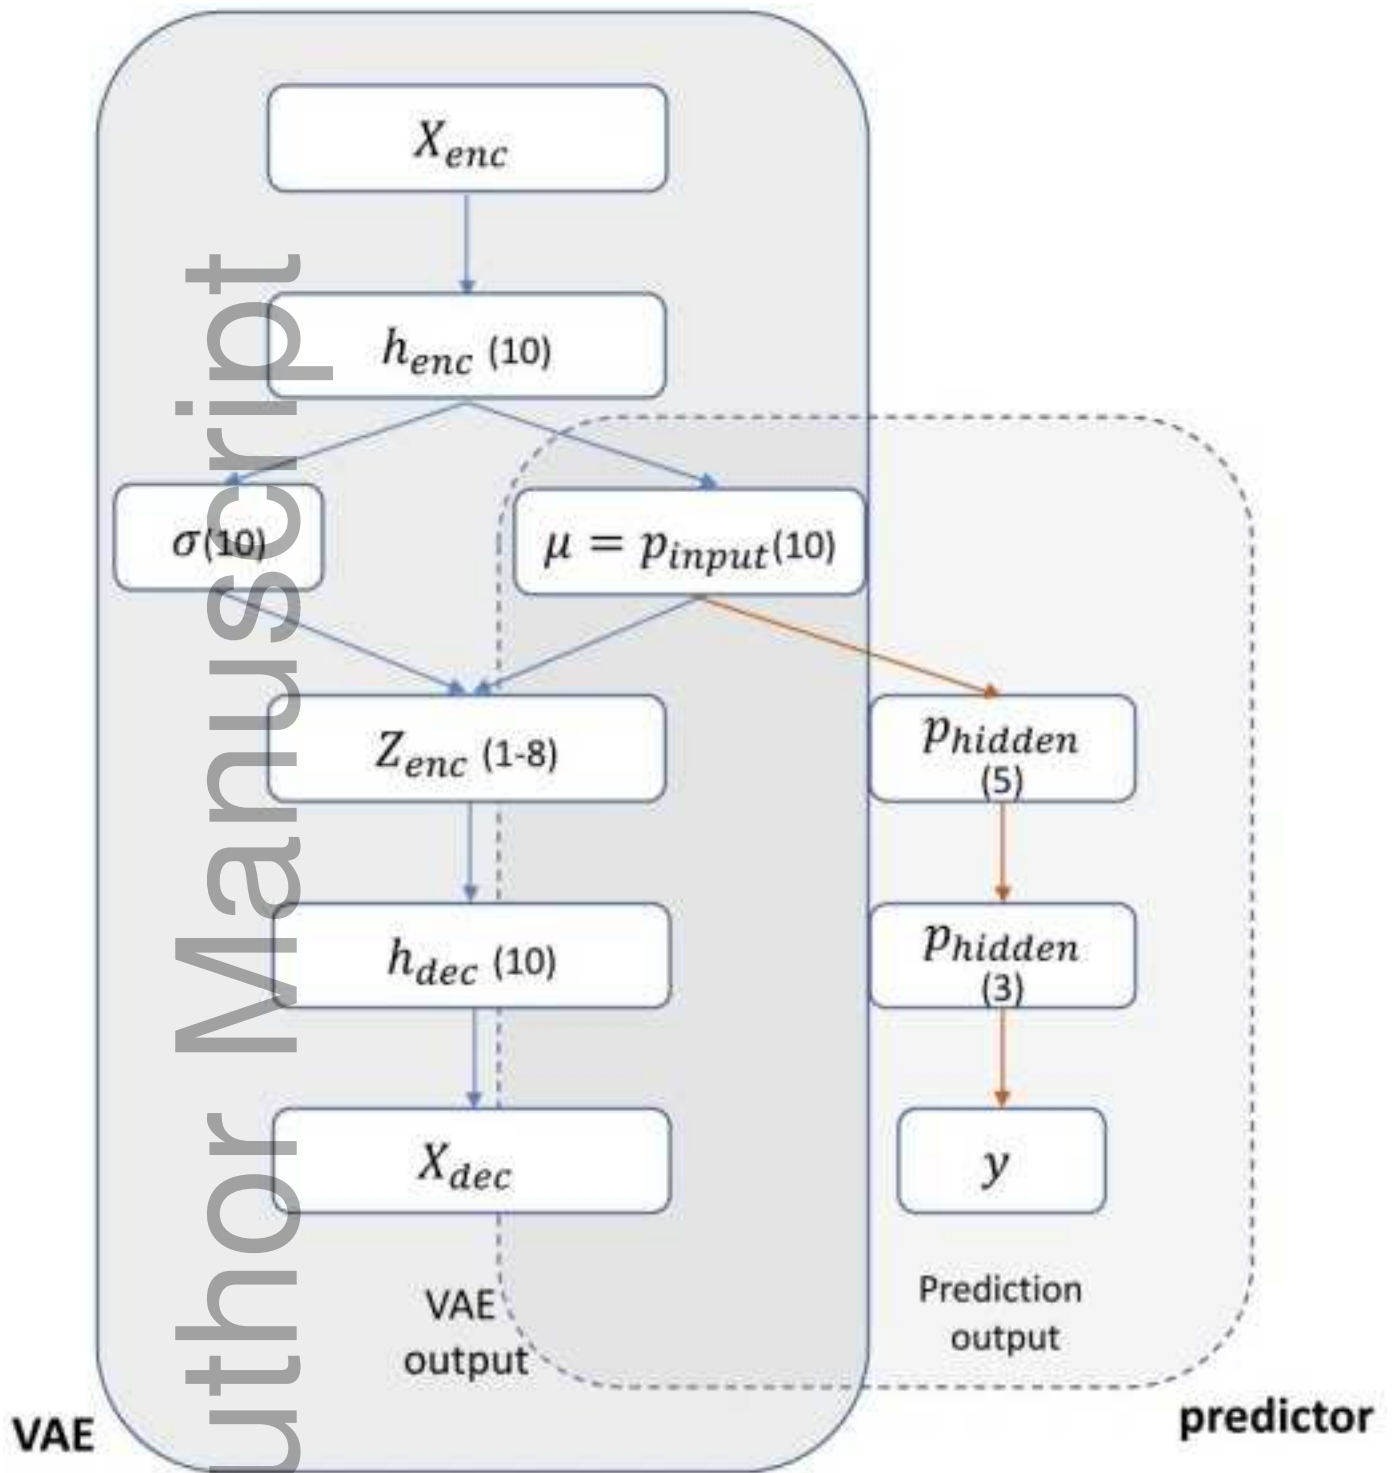 X_enc
h_enc (10)
σ(10)
μ = p_input(10)
Z_enc (1-8)
p_hidden
(5)
h_dec (10)
p_hidden
(3)
X_dec
y
VAE
output
Prediction
output
VAE
predictor
uthor Manuscript